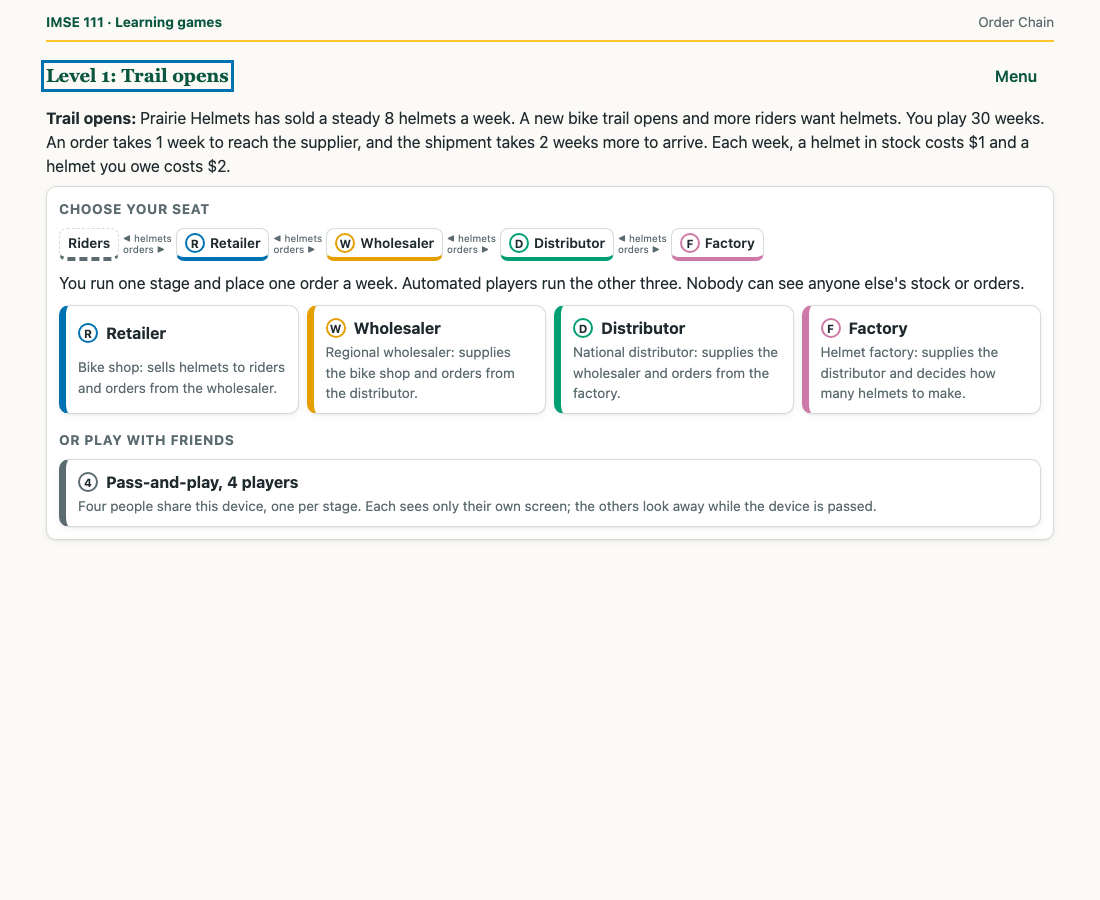 IMSE 111 · Learning games
Order Chain
Level 1: Trail opens
Menu
Trail opens: Prairie Helmets has sold a steady 8 helmets a week. A new bike trail opens and more riders want helmets. You play 30 weeks.
An order takes 1 week to reach the supplier, and the shipment takes 2 weeks more to arrive. Each week, a helmet in stock costs $1 and a
helmet you owe costs $2.
CHOOSE YOUR SEAT
Riders
◄ helmets
orders ►
R Retailer
◄ helmets
orders ►
W Wholesaler
◄ helmets
orders ►
D Distributor
◄ helmets
orders ►
F Factory
You run one stage and place one order a week. Automated players run the other three. Nobody can see anyone else's stock or orders.
R Retailer
Bike shop: sells helmets to riders
and orders from the wholesaler.
W Wholesaler
Regional wholesaler: supplies
the bike shop and orders from
the distributor.
D Distributor
National distributor: supplies the
wholesaler and orders from the
factory.
F Factory
Helmet factory: supplies the
distributor and decides how
many helmets to make.
OR PLAY WITH FRIENDS
4 Pass-and-play, 4 players
Four people share this device, one per stage. Each sees only their own screen; the others look away while the device is passed.